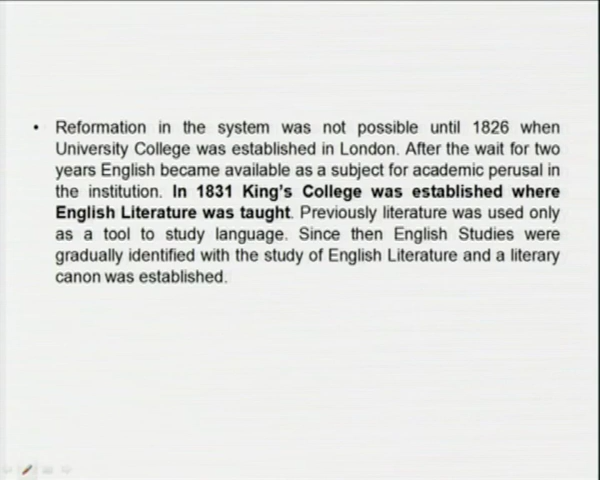 • Reformation in the system was not possible until 1826 when
University College was established in London. After the wait for two
years English became available as a subject for academic perusal in
the institution. In 1831 King's College was established where
English Literature was taught. Previously literature was used only
as a tool to study language. Since then English Studies were
gradually identified with the study of English Literature and a literary
canon was established.